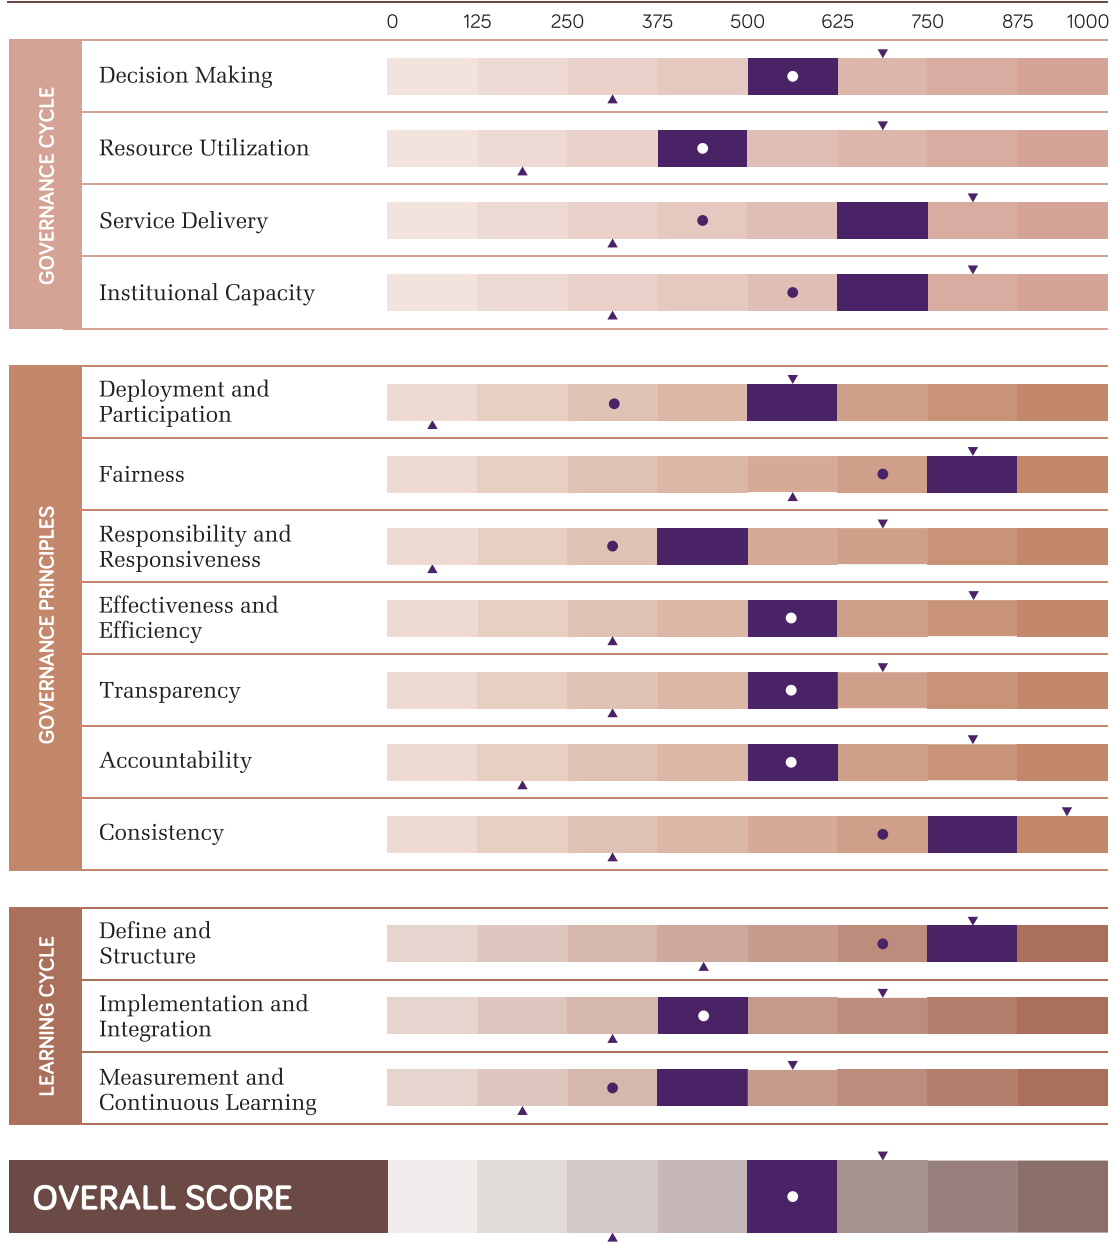 0 125 250 375 500 625 750 875 1000
GOVERNANCE CYCLE
Decision Making
Resource Utilization
Service Delivery
Instituional Capacity
GOVERNANCE PRINCIPLES
Deployment and
Participation
Fairness
Responsibility and
Responsiveness
Effectiveness and
Efficiency
Transparency
Accountability
Consistency
LEARNING CYCLE
Define and
Structure
Implementation and
Integration
Measurement and
Continuous Learning
OVERALL SCORE